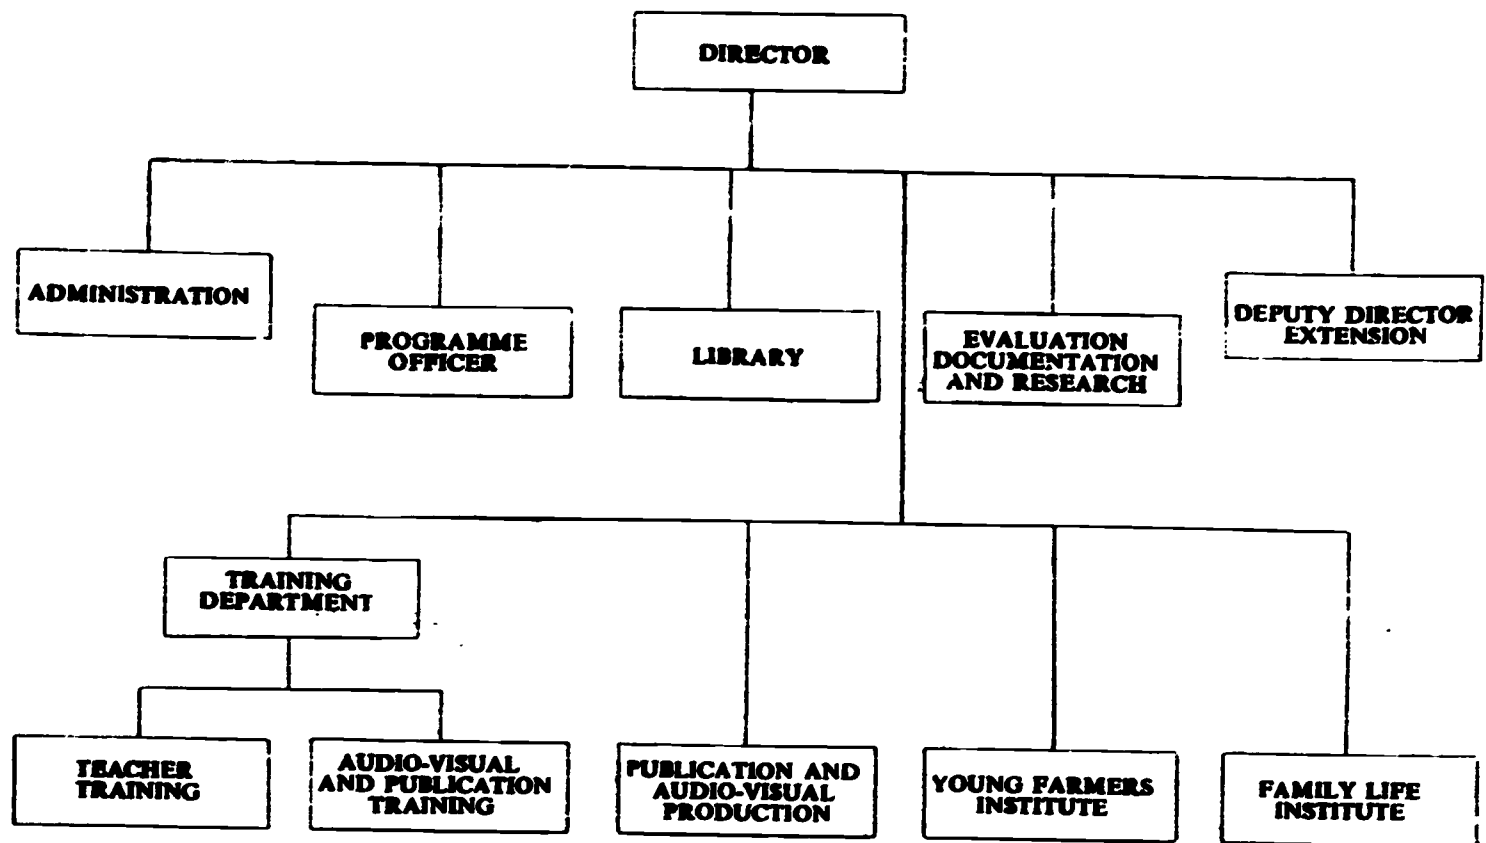 DIRECTOR
ADMINISTRATION
PROGRAMME
OFFICER
LIBRARY
EVALUATION
DOCUMENTATION
AND RESEARCH
DEPUTY DIRECTOR
EXTENSION
TRAINING
DEPARTMENT
TEACHER
TRAINING
AUDIO-VISUAL
AND PUBLICATION
TRAINING
PUBLICATION AND
AUDIO-VISUAL
PRODUCTION
YOUNG FARMERS
INSTITUTE
FAMILY LIFE
INSTITUTE